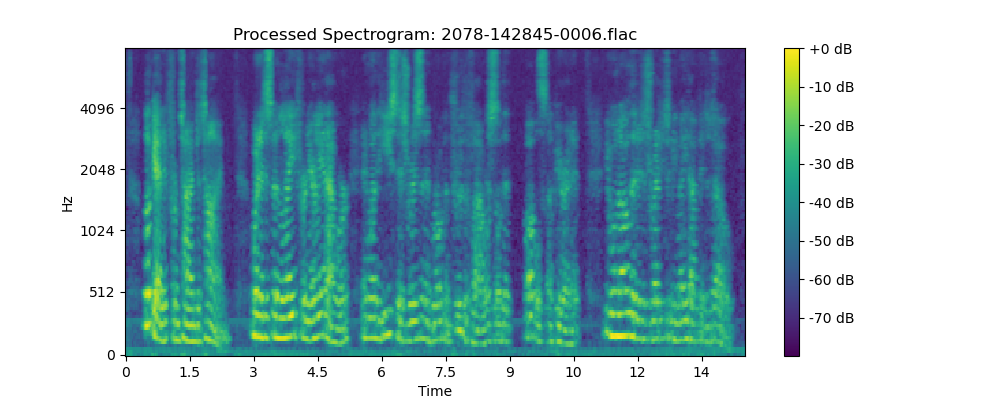 Processed Spectrogram: 2078-142845-0006.flac
+0 dB
-10 dB
-20 dB
-30 dB
-40 dB
-50 dB
-60 dB
-70 dB
Hz
4096
2048
1024
512
0
0 1.5 3 4.5 6 7.5 9 10 12 14
Time